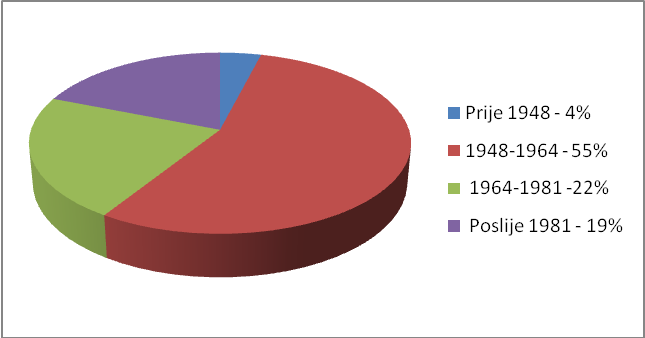 Prije 1948 - 4%
1948-1964 - 55%
1964-1981 -22%
Poslije 1981 - 19%